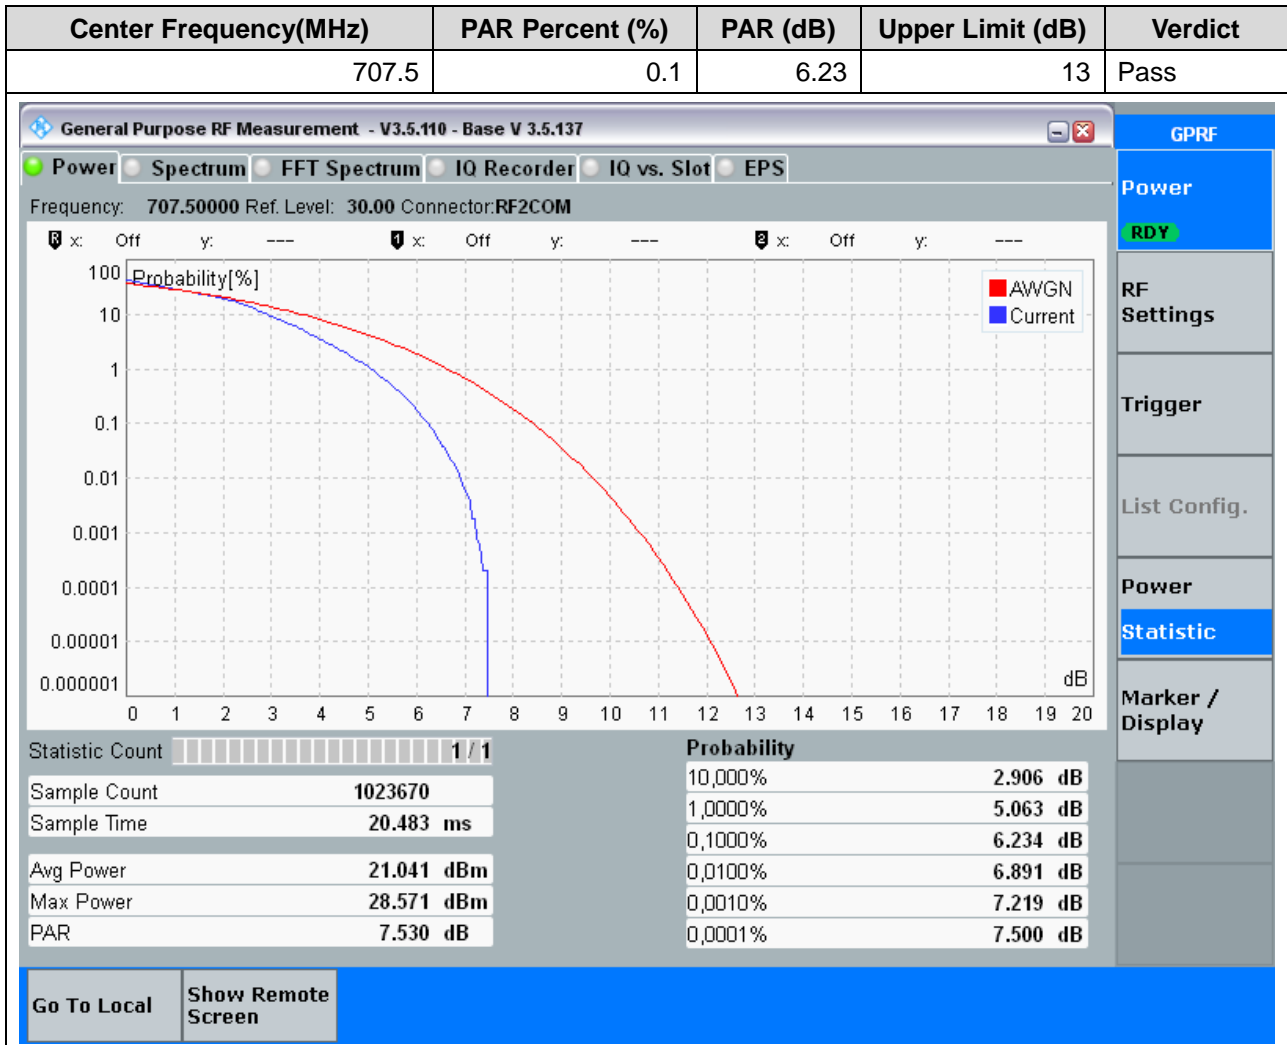 Center Frequency(MHz) PAR Percent (%) PAR (dB) Upper Limit (dB) Verdict
707.5 0.1 6.23 13 Pass
General Purpose RF Measurement - V3.5.110 - Base V 3.5.137
GPRF
Power Spectrum FFT Spectrum IQ Recorder IQ vs. Slot EPS
Power
RDY
Frequency: 707.50000 Ref. Level: 30.00 Connector:RF2COM
R x: Off y: --- 1 x: Off y: --- 2 x: Off y: ---
Probability[%]
AWGN
Current
100
10
1
0.1
0.01
0.001
0.0001
0.00001
0.000001
dB
0 1 2 3 4 5 6 7 8 9 10 11 12 13 14 15 16 17 18 19 20
RF
Settings
Trigger
List Config.
Power
Statistic
Marker /
Display
Statistic Count 1 / 1
Sample Count 1023670
Sample Time 20.483 ms
Avg Power 21.041 dBm
Max Power 28.571 dBm
PAR 7.530 dB
Probability
10,000% 2.906 dB
1,0000% 5.063 dB
0,1000% 6.234 dB
0,0100% 6.891 dB
0,0010% 7.219 dB
0,0001% 7.500 dB
Go To Local
Show Remote
Screen